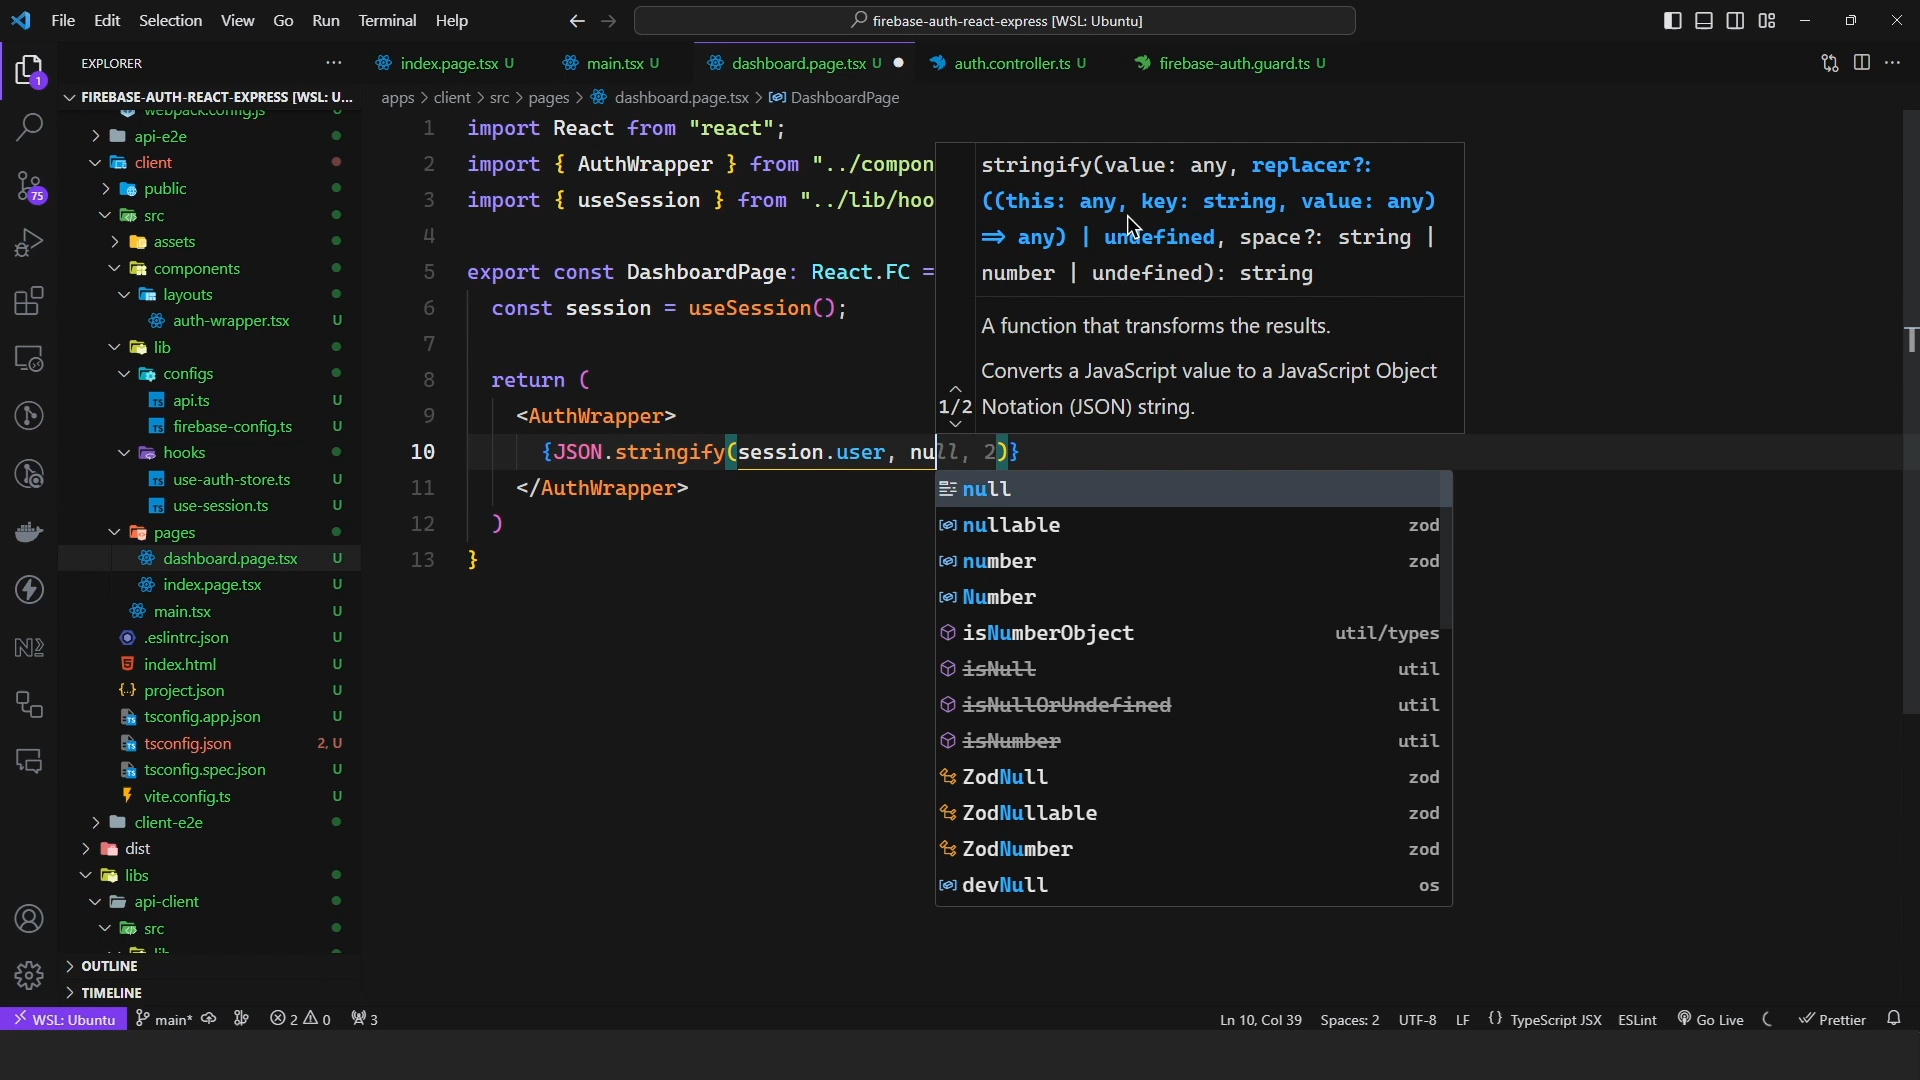 File Edit Selection View Go Run Terminal Help
firebase-auth-react-express [WSL: Ubuntu]
EXPLORER
index.page.tsx U
main.tsx U
dashboard.page.tsx U
auth.controller.ts U
firebase-auth.guard.ts U
FIREBASE-AUTH-REACT-EXPRESS [WSL: U...
apps > client > src > pages > dashboard.page.tsx > DashboardPage
1
webpack.config.js
api-e2e
client
public
75
src
assets
components
layouts
auth-wrapper.tsx U
lib
configs
api.ts U
firebase-config.ts U
hooks
use-auth-store.ts U
use-session.ts U
pages
dashboard.page.tsx U
index.page.tsx U
main.tsx U
.eslintrc.json U
index.html U
project.json U
tsconfig.app.json U
tsconfig.json 2, U
tsconfig.spec.json U
vite.config.ts U
client-e2e
dist
libs
api-client
src
OUTLINE
TIMELINE
1 import React from "react";
2 import { AuthWrapper } from "../compon
3 import { useSession } from "../lib/hoo
4
5 export const DashboardPage: React.FC =
6 const session = useSession();
7
8 return (
9 <AuthWrapper>
10 {JSON.stringify(session.user, null, 2)}
11 </AuthWrapper>
12 )
13 }
stringify(value: any, replacer?:
((this: any, key: string, value: any)
=> any) | undefined, space?: string |
number | undefined): string
A function that transforms the results.
Converts a JavaScript value to a JavaScript Object
1/2 Notation (JSON) string.
null
nullable zod
number zod
Number
isNumberObject util/types
isNull util
isNullOrUndefined util
isNumber util
ZodNull zod
ZodNullable zod
ZodNumber zod
devNull os
WSL: Ubuntu main* 2 0 3 Ln 10, Col 39 Spaces: 2 UTF-8 LF {} TypeScript JSX ESLint Go Live Prettier